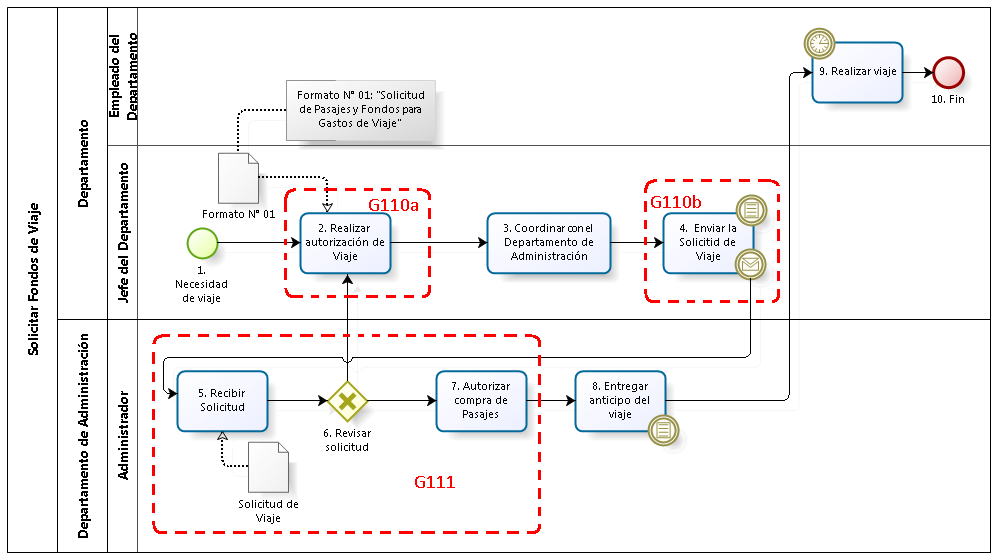 Solicitar Fondos de Viaje
Departamento
Empleado del
Departamento
9. Realizar viaje
10. Fin
Formato N° 01: "Solicitud
de Pasajes y Fondos para
Gastos de Viaje"
Jefe del Departamento
Formato N° 01
G110a
G110b
1.
Necesidad
de viaje
2. Realizar
autorización de
Viaje
3. Coordinar con el
Departamento de
Administración
4. Enviar la
Solicitid de
Viaje
Departamento de Administración
Administrador
5. Recibir
Solicitud
6. Revisar
solicitud
7. Autorizar
compra de
Pasajes
8. Entregar
anticipo del
viaje
Solicitud de
Viaje
G111